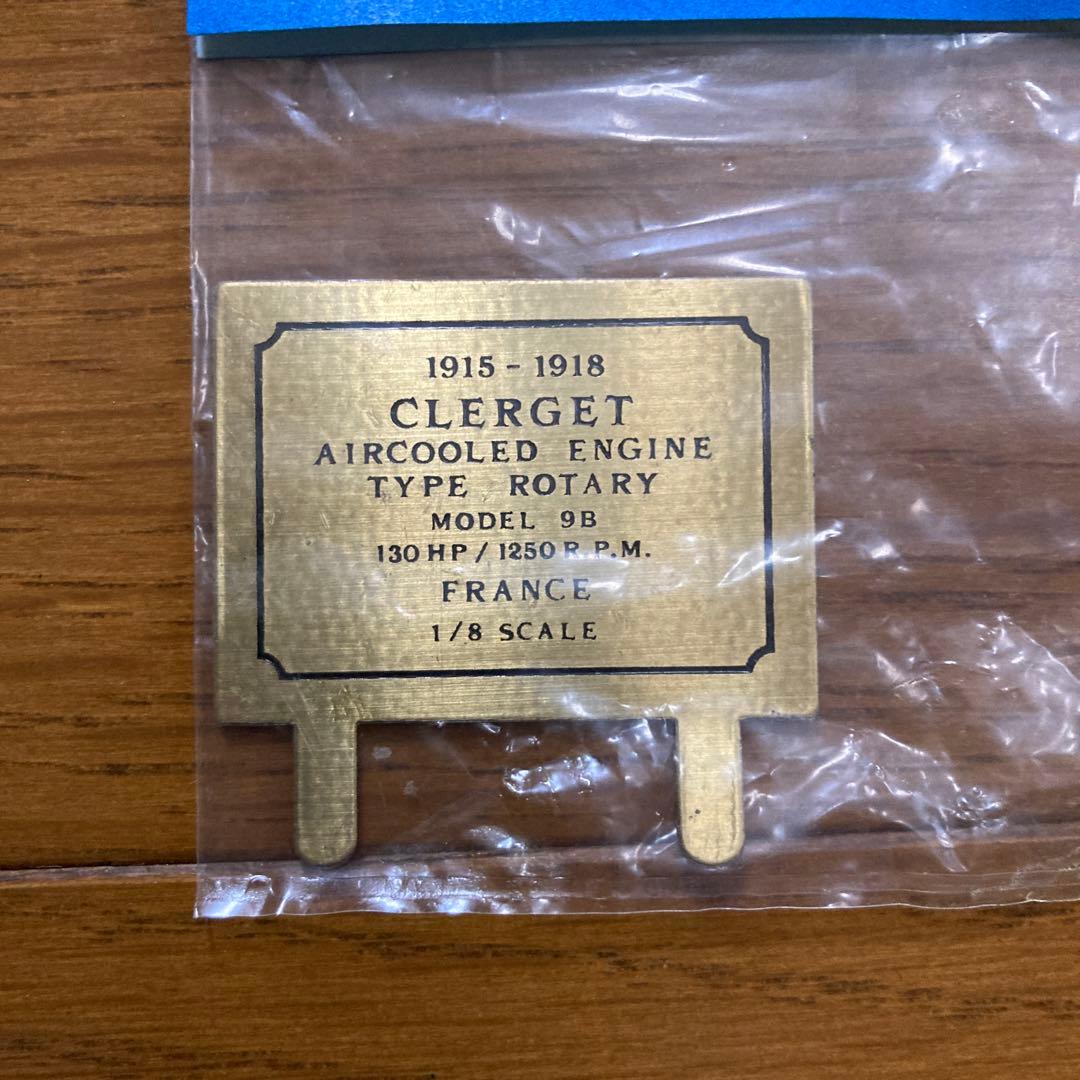 1915 - 1918
CLERGET
AIRCOOLED ENGINE
TYPE ROTARY
MODEL 9B
130 HP / 1250 R.P.M.
FRANCE
1/8 SCALE